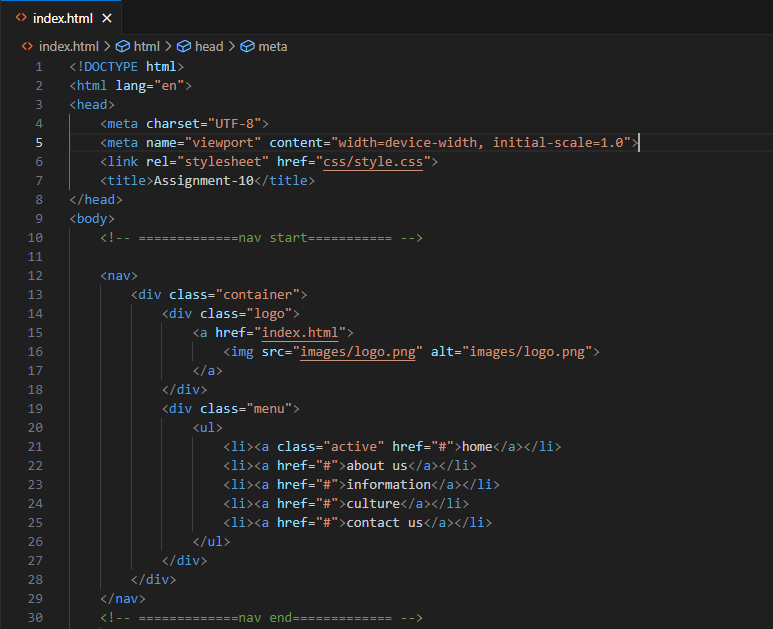 index.html
index.html > html > head > meta
1 <!DOCTYPE html>
2 <html lang="en">
3 <head>
4 <meta charset="UTF-8">
5 <meta name="viewport" content="width=device-width, initial-scale=1.0">
6 <link rel="stylesheet" href="css/style.css">
7 <title>Assignment-10</title>
8 </head>
9 <body>
10 <!-- =============nav start=========== -->
11
12 <nav>
13 <div class="container">
14 <div class="logo">
15 <a href="index.html">
16 <img src="images/logo.png" alt="images/logo.png">
17 </a>
18 </div>
19 <div class="menu">
20 <ul>
21 <li><a class="active" href="#">home</a></li>
22 <li><a href="#">about us</a></li>
23 <li><a href="#">information</a></li>
24 <li><a href="#">culture</a></li>
25 <li><a href="#">contact us</a></li>
26 </ul>
27 </div>
28 </div>
29 </nav>
30 <!-- =============nav end============= -->